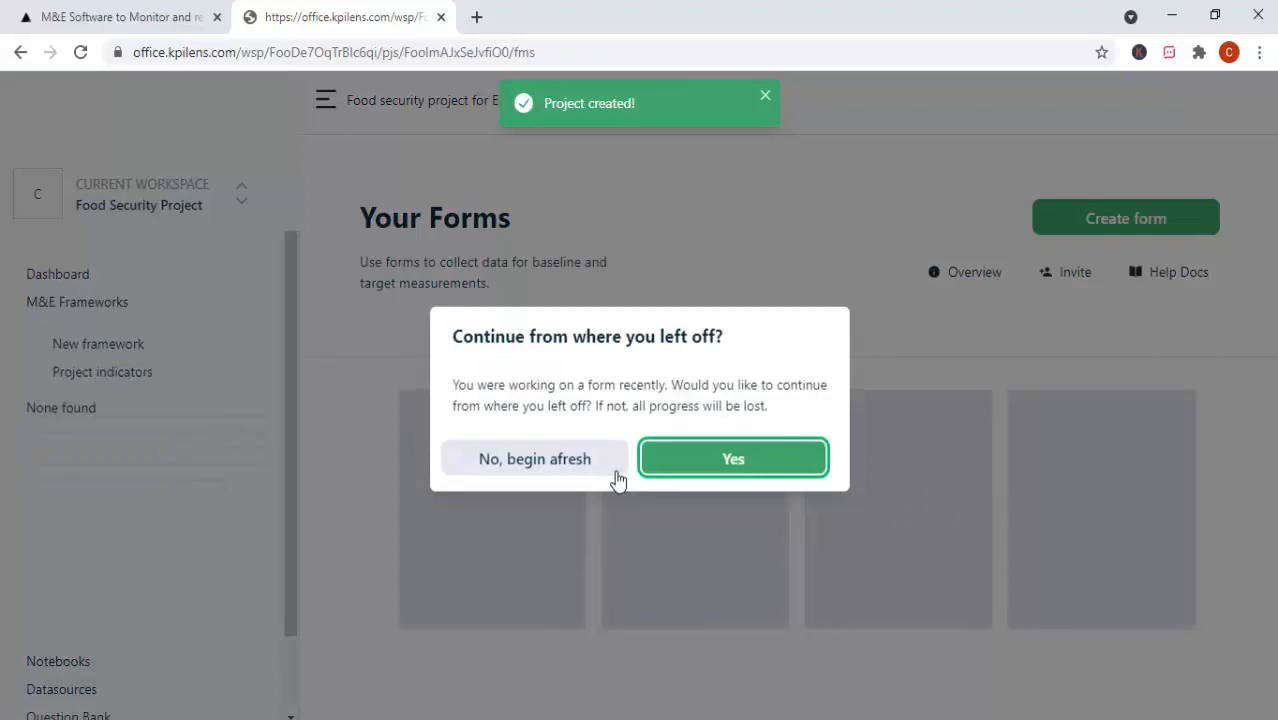 M&E Software to Monitor and re
https://office.kpilens.com/wsp/Fo
office.kpilens.com/wsp/FooDe7OqTrBlc6qi/pjs/FoolmAJxSeJvfiO0/fms
K
C
Food security project for E
Project created!
C
CURRENT WORKSPACE
Food Security Project
Your Forms
Create form
Use forms to collect data for baseline and
target measurements.
Overview
Invite
Help Docs
Dashboard
M&E Frameworks
New framework
Project indicators
None found
Continue from where you left off?
You were working on a form recently. Would you like to continue
from where you left off? If not, all progress will be lost.
No, begin afresh
Yes
Notebooks
Datasources
Question Bank